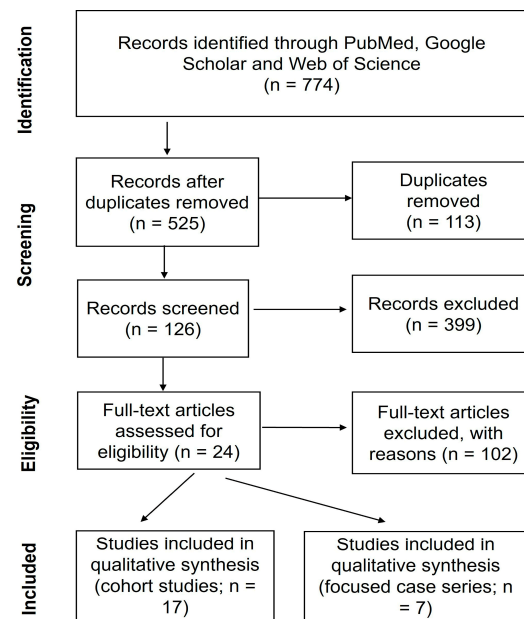 Identification
Records identified through PubMed, Google
Scholar and Web of Science
(n = 774)
Screening
Records after
duplicates removed
(n = 525)
Duplicates
removed
(n = 113)
Records screened
(n = 126)
Records excluded
(n = 399)
Eligibility
Full-text articles
assessed for
eligibility (n = 24)
Full-text articles
excluded, with
reasons (n = 102)
Included
Studies included in
qualitative synthesis
(cohort studies; n =
17)
Studies included in
qualitative synthesis
(focused case series; n
= 7)